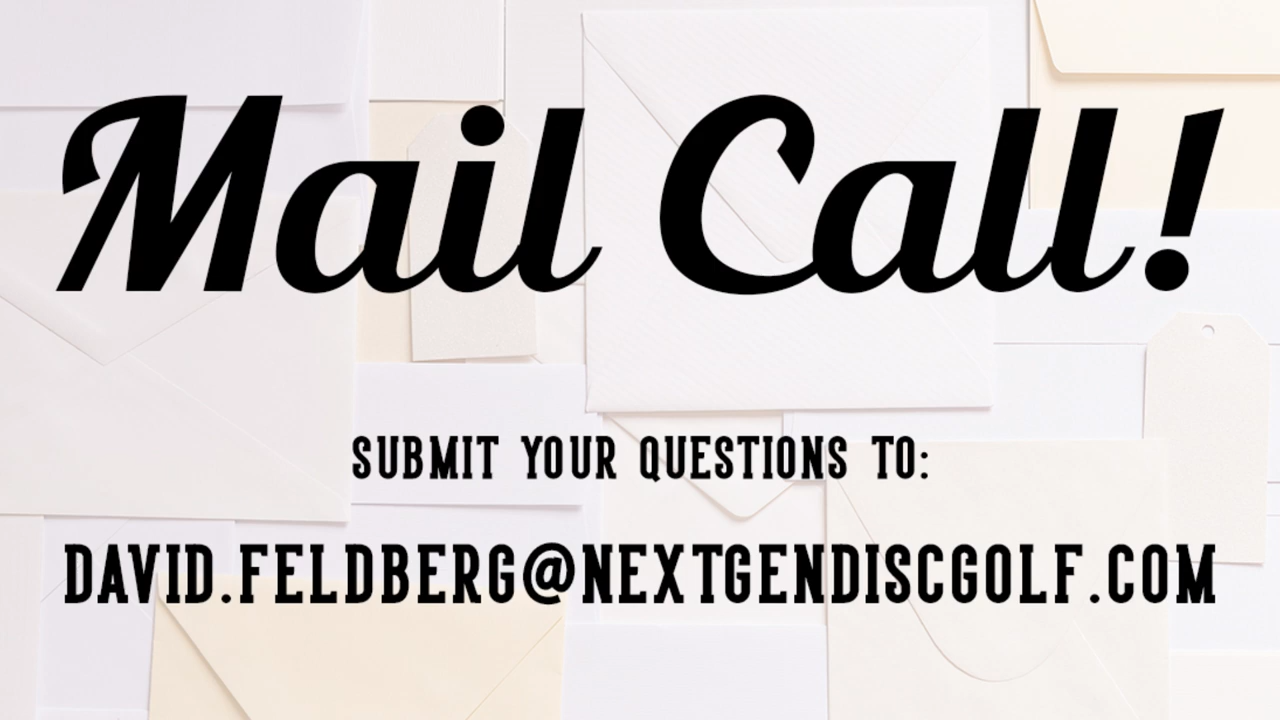 Mail Call!
SUBMIT YOUR QUESTIONS TO:
DAVID.FELDBERG@NEXTGENDISCGOLF.COM